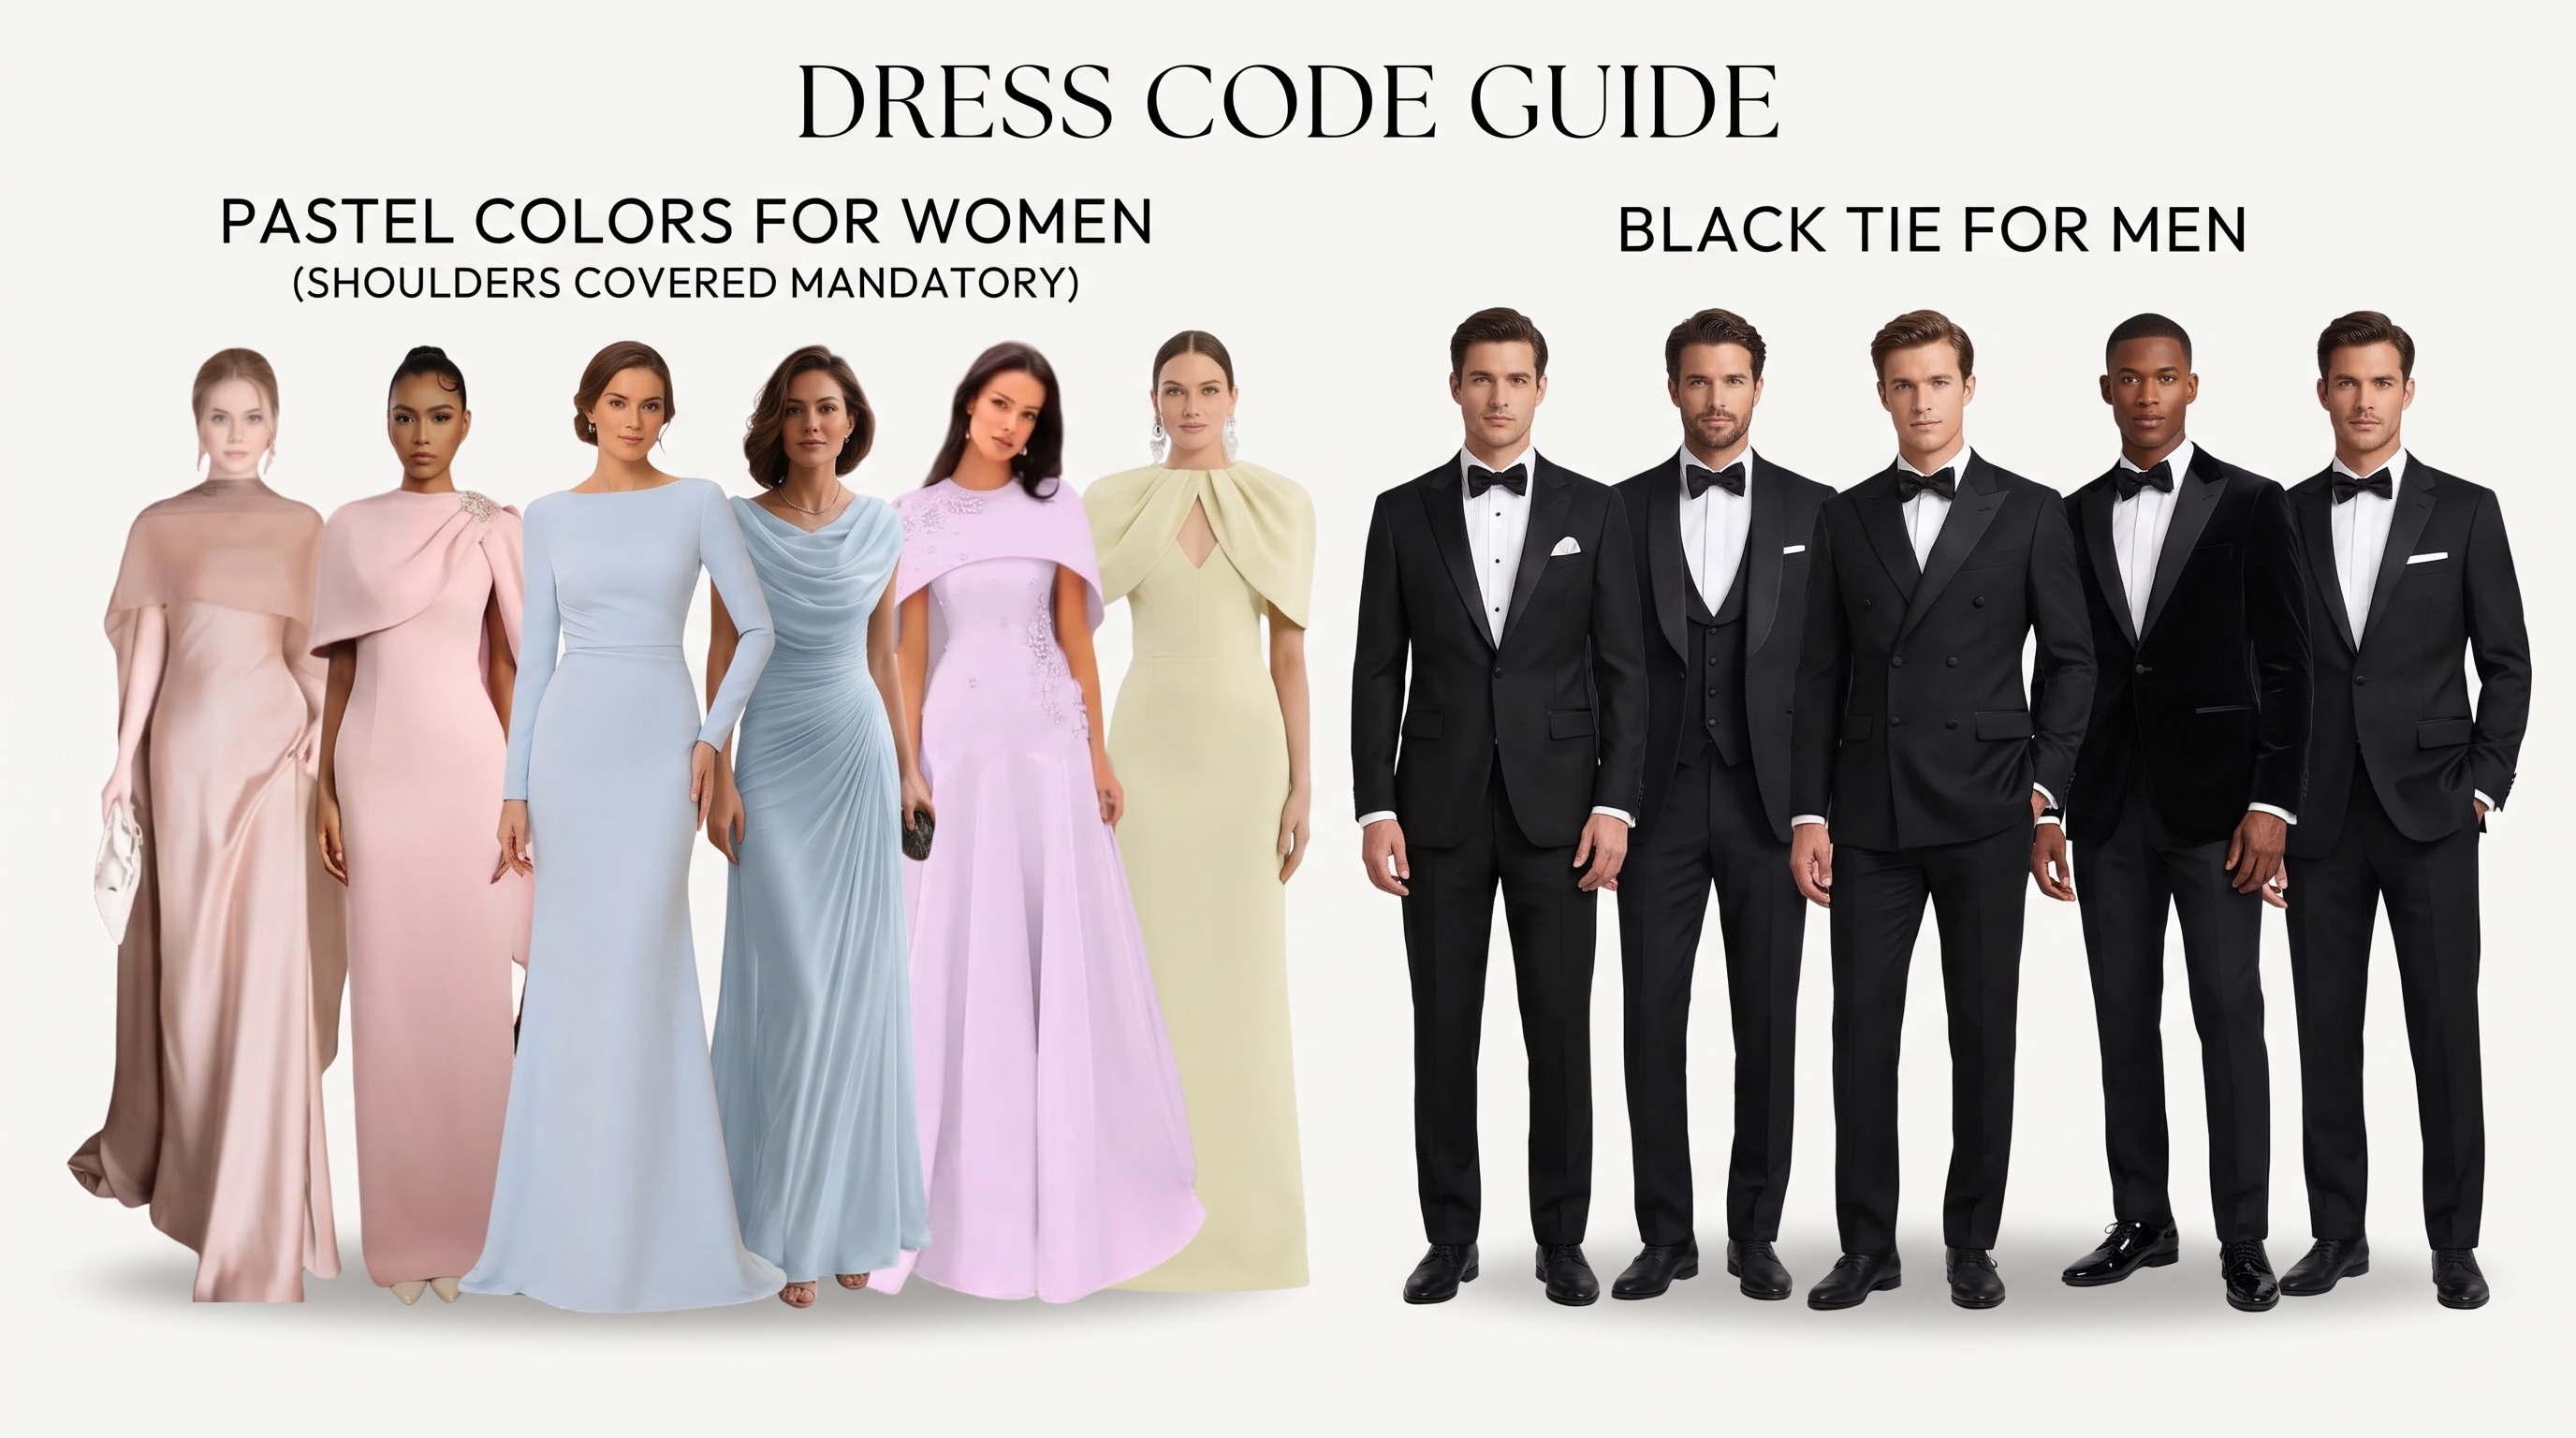 DRESS CODE GUIDE
PASTEL COLORS FOR WOMEN
(SHOULDERS COVERED MANDATORY)
BLACK TIE FOR MEN